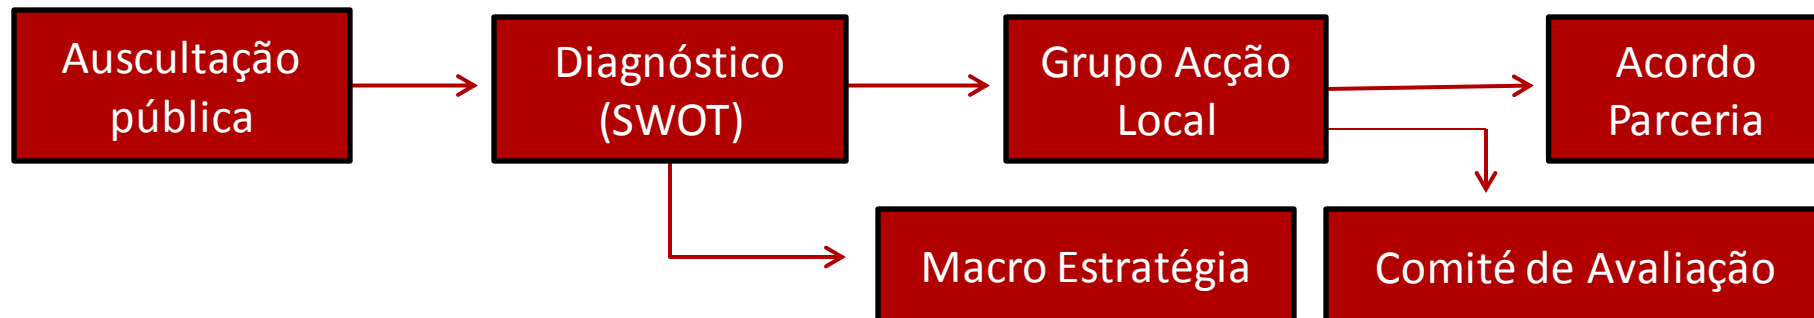 Auscultação
pública
Diagnóstico
(SWOT)
Grupo Acção
Local
Acordo
Parceria
Macro Estratégia
Comité de Avaliação